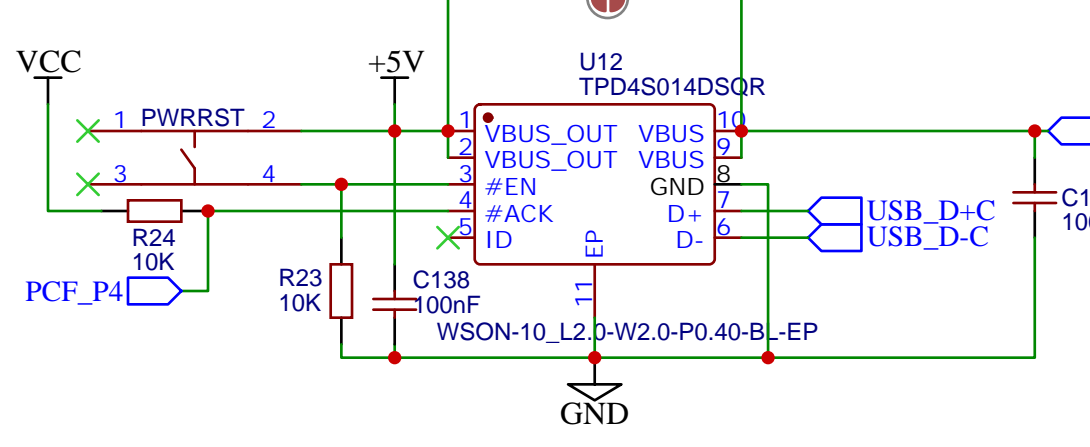 VCC
+5V
U12
TPD4S014DSQR
1 PWRRST 2
3 4
1 VBUS_OUT VBUS 10
2 VBUS_OUT VBUS 9
3 #EN GND 8
4 #ACK D+ 7
5 ID D- 6
EP
11
USB_D+C
USB_D-C
R24
10K
PCF_P4
R23
10K
C138
100nF
WSON-10_L2.0-W2.0-P0.40-BL-EP
GND